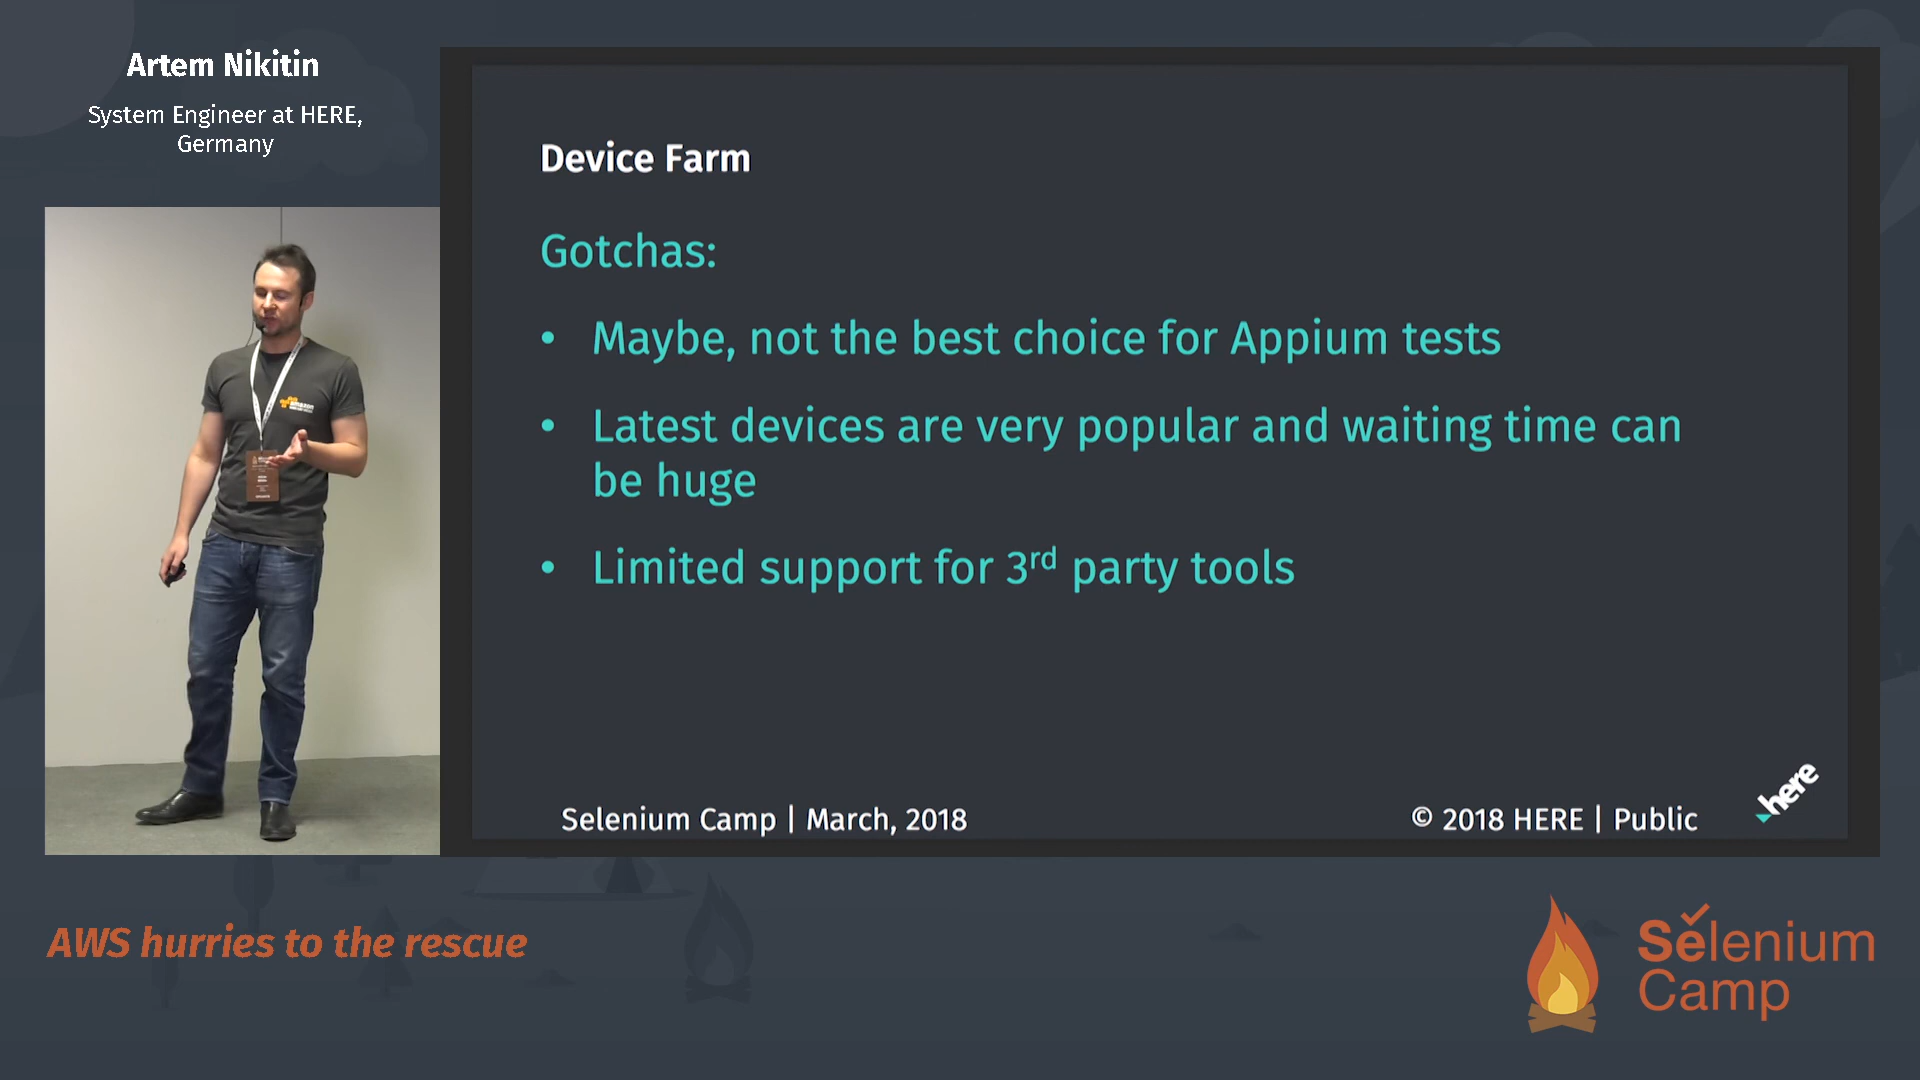 Artem Nikitin
System Engineer at HERE,
Germany
Device Farm
Gotchas:
• Maybe, not the best choice for Appium tests
• Latest devices are very popular and waiting time can
be huge
• Limited support for 3rd party tools
Selenium Camp | March, 2018
© 2018 HERE | Public
here
amazon
AWS hurries to the rescue
Selenium
Camp